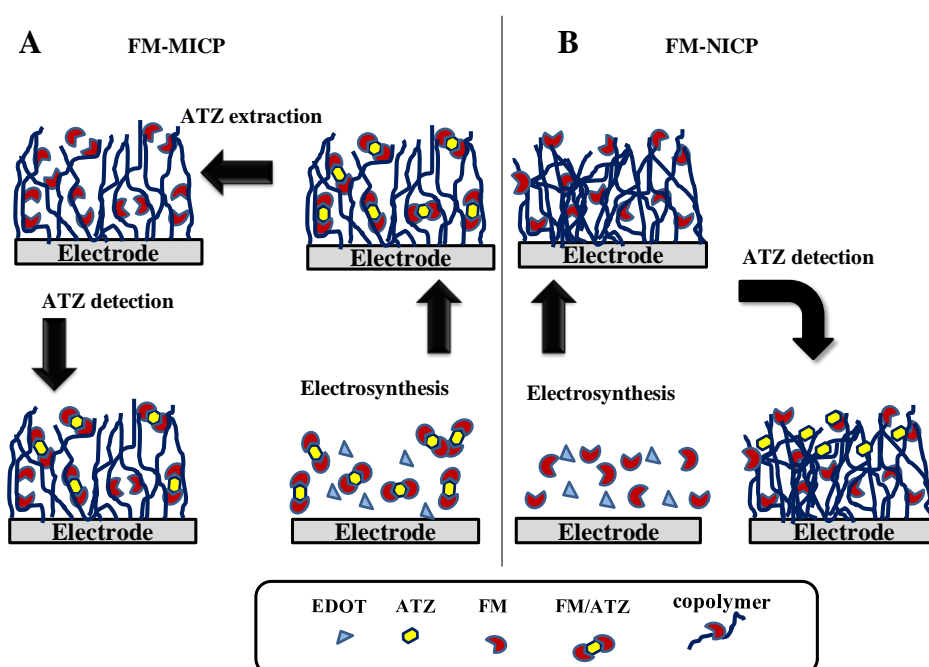 A
FM-MICP
B
FM-NICP
ATZ extraction
Electrode
Electrode
Electrode
ATZ detection
ATZ detection
Electrosynthesis
Electrosynthesis
Electrode
Electrode
Electrode
Electrode
EDOT
ATZ
FM
FM/ATZ
copolymer